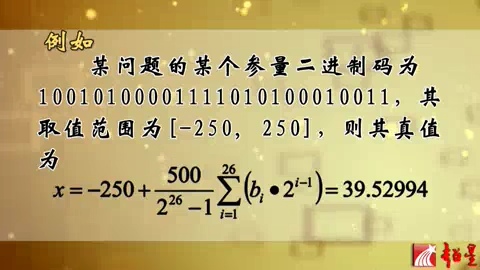 例如
某问题的某个参量二进制码为
10010100001111010100010011, 其
取值范围为[-250, 250], 则其真值
为
x = -250 + \frac{500}{2^{26} - 1} \sum_{i=1}^{26} (b_i • 2^{i-1}) = 39.52994